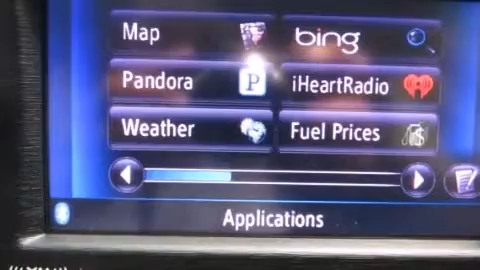 Map
bing
Pandora
P
iHeartRadio
Weather
Fuel Prices
$
Applications